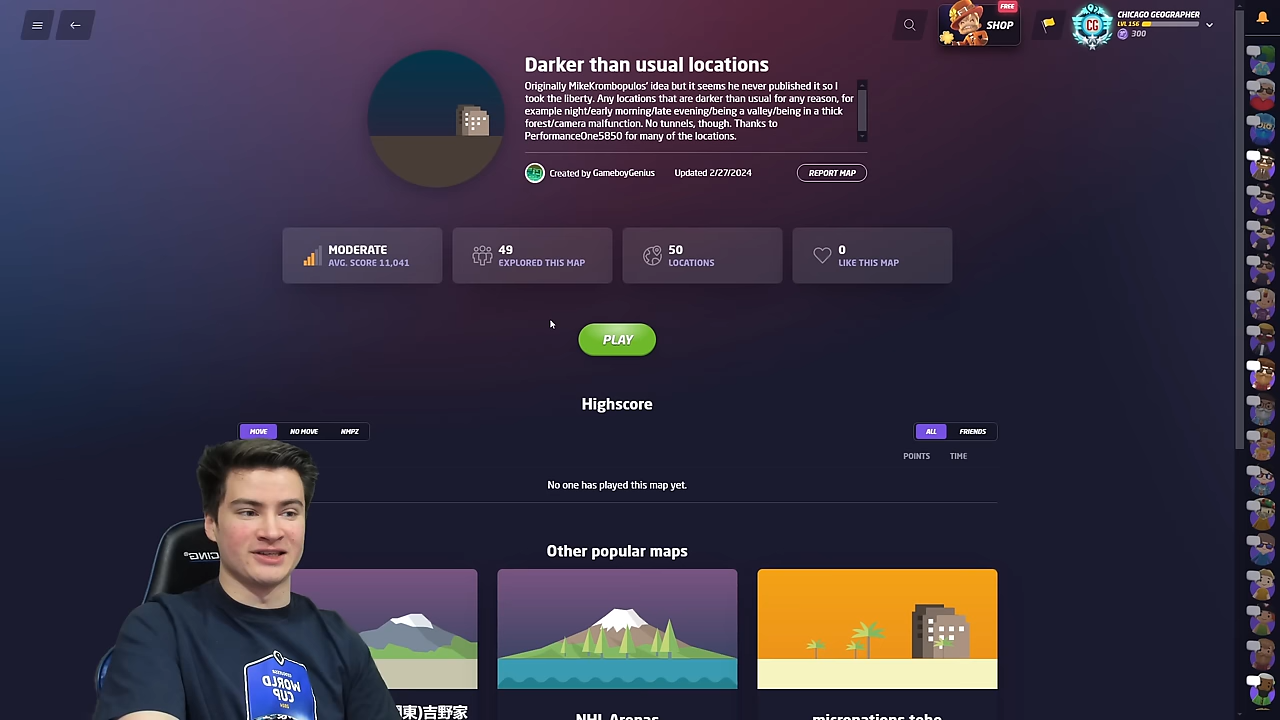 FREE
SHOP
CHICAGO GEOGRAPHER
LVL 156
300
CG
Darker than usual locations
Originally MikeKrombopulos' idea but it seems he never published it so I
took the liberty. Any locations that are darker than usual for any reason, for
example night/early morning/late evening/being a valley/being in a thick
forest/camera malfunction. No tunnels, though. Thanks to
PerformanceOne5850 for many of the locations.
Created by GameboyGenius Updated 2/27/2024 REPORT MAP
MODERATE
AVG. SCORE 11,041
49
EXPLORED THIS MAP
50
LOCATIONS
0
LIKE THIS MAP
PLAY
Highscore
MOVE NO MOVE NMPZ
ALL FRIENDS
POINTS TIME
No one has played this map yet.
Other popular maps
WORLD
CUP
NHL Arenas
micronations tehe
東)吉野家